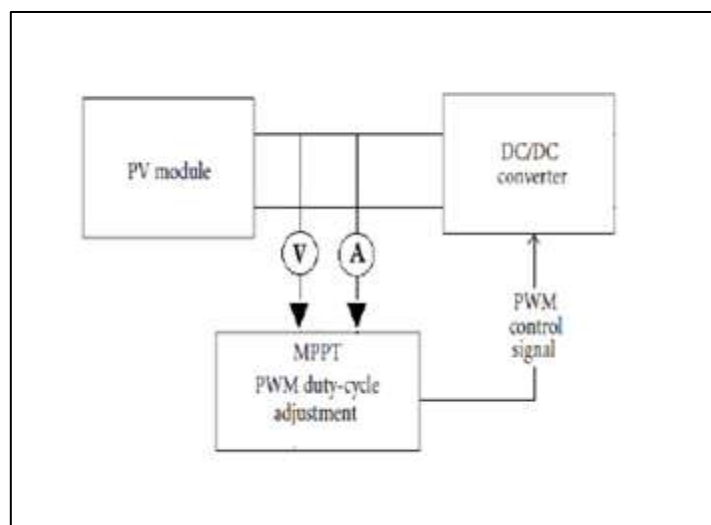 PV module
DC/DC
converter
V
A
MPPT
PWM duty-cycle
adjustment
PWM
control
signal